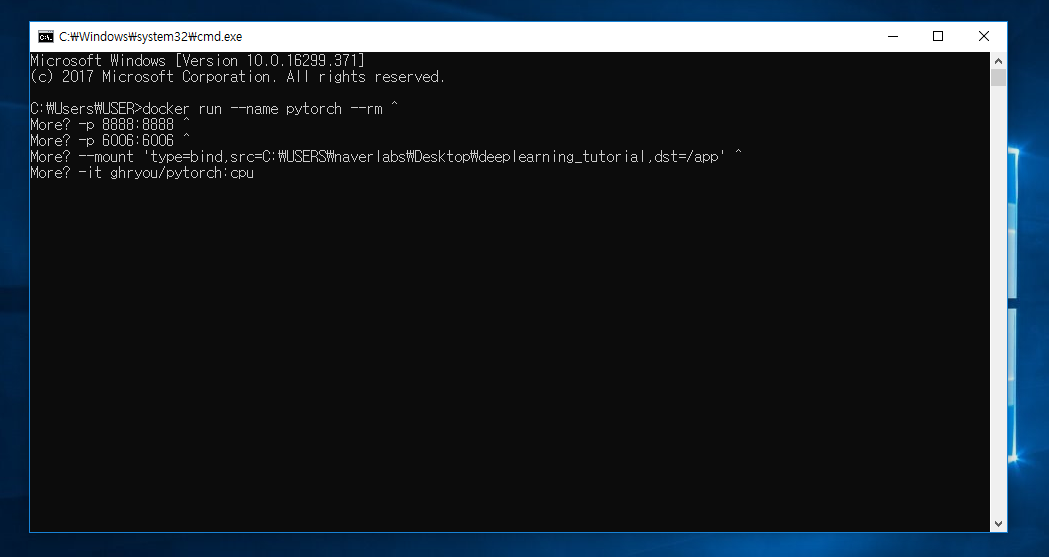 C:₩Windows₩system32₩cmd.exe
Microsoft Windows [Version 10.0.16299.371]
(c) 2017 Microsoft Corporation. All rights reserved.
C:₩Users₩USER>docker run --name pytorch --rm ^
More? -p 8888:8888 ^
More? -p 6006:6006 ^
More? --mount 'type=bind,src=C:₩USERS₩naverlabs₩Desktop₩deeplearning_tutorial,dst=/app' ^
More? -it ghryou/pytorch:cpu